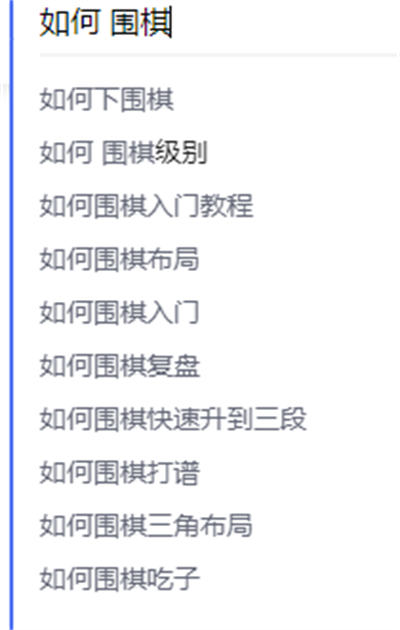 如何 围棋
如何下围棋
如何 围棋级别
如何围棋入门教程
如何围棋布局
如何围棋入门
如何围棋复盘
如何围棋快速升到三段
如何围棋打谱
如何围棋三角布局
如何围棋吃子